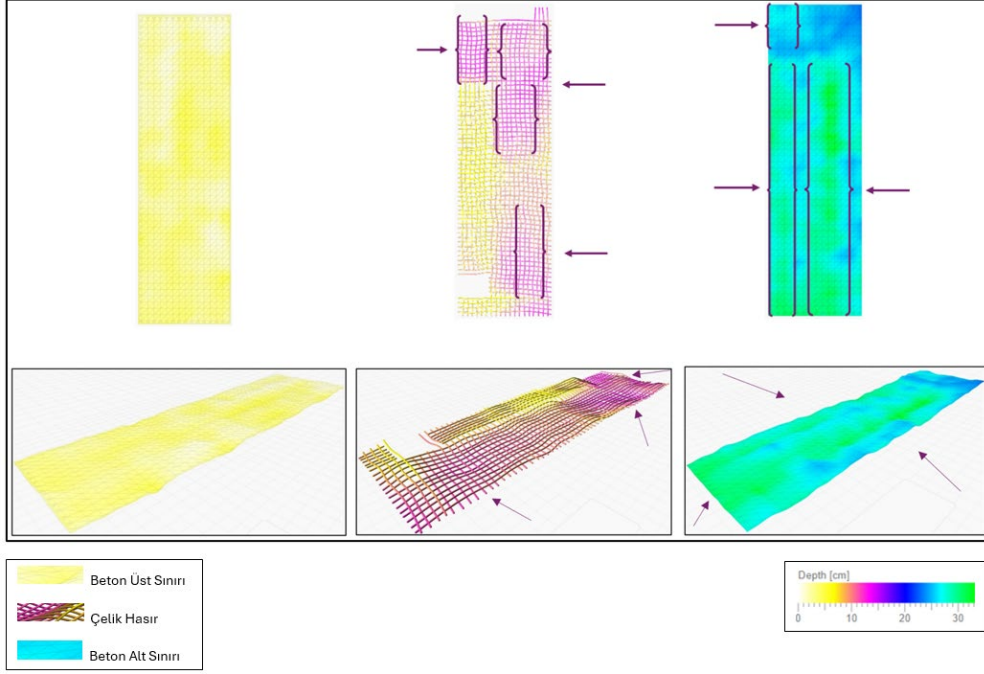 Beton Üst Sınırı
Çelik Hasır
Beton Alt Sınırı
Depth [cm]
0 10 20 30